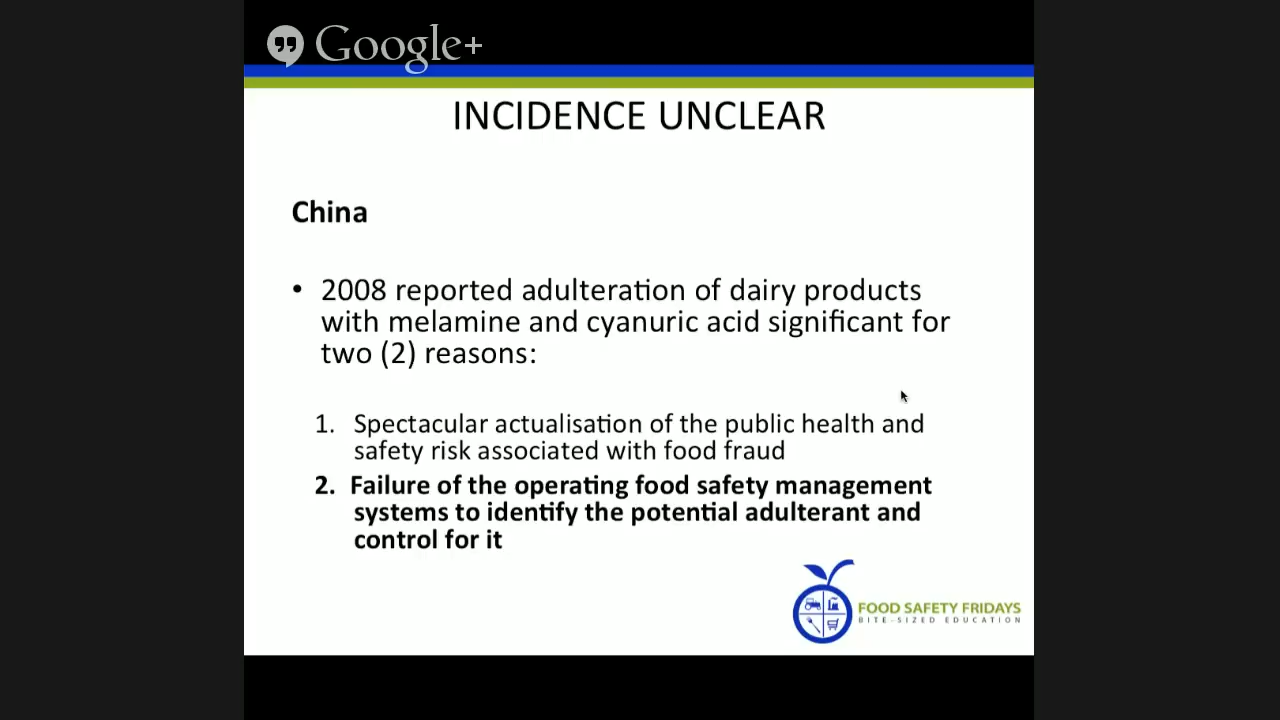 Google+
INCIDENCE UNCLEAR
China
• 2008 reported adulteration of dairy products
with melamine and cyanuric acid significant for
two (2) reasons:
1. Spectacular actualisation of the public health and
safety risk associated with food fraud
2. Failure of the operating food safety management
systems to identify the potential adulterant and
control for it
FOOD SAFETY FRIDAYS
BITE-SIZED EDUCATION